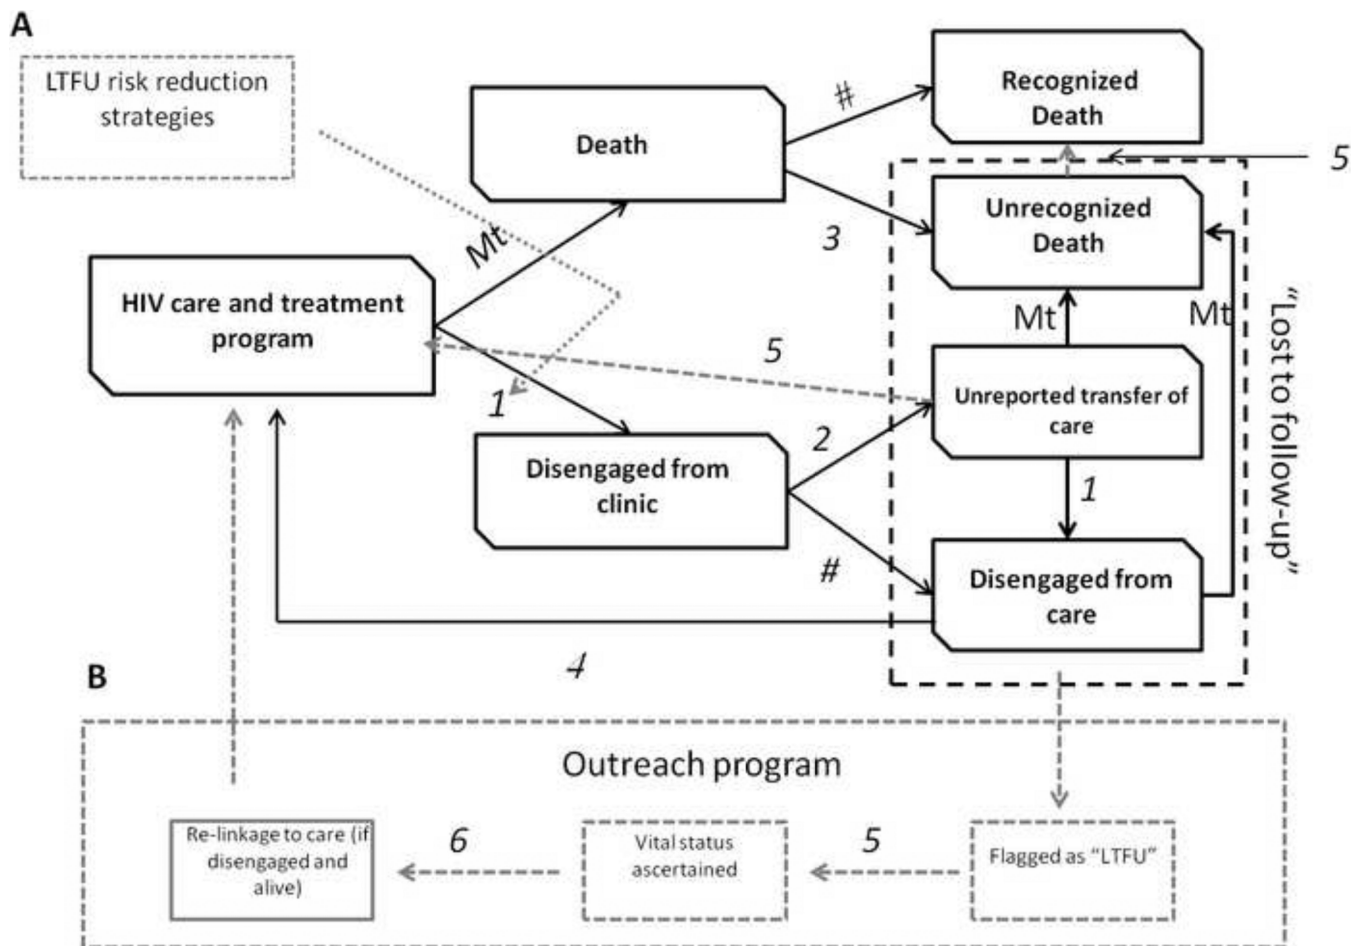 A
LTFU risk reduction
strategies
Death
#
Recognized
Death
5
3
Unrecognized
Death
Mt
HIV care and treatment
program
Mt
Mt
"Lost to follow-up"
5
1
Unreported transfer of
care
2
Disengaged from
clinic
1
#
Disengaged from
care
4
B
Outreach program
Re-linkage to care (if
disengaged and
alive)
6
Vital status
ascertained
5
Flagged as "LTFU"